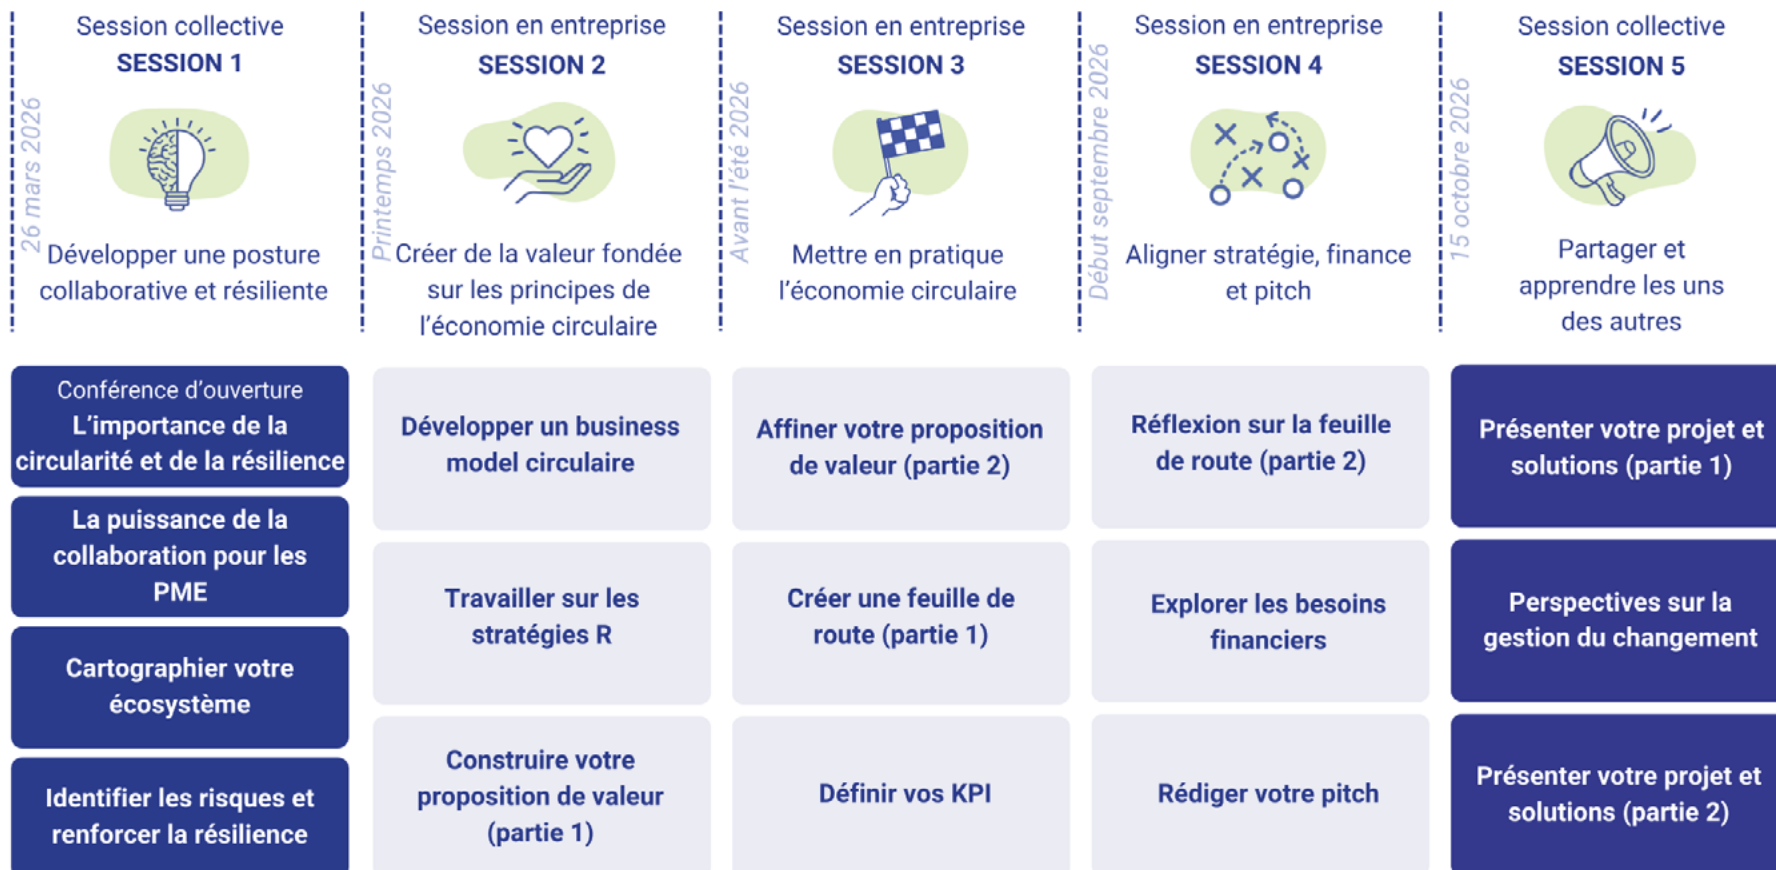 Session collective
SESSION 1
26 mars 2026
Développer une posture
collaborative et résiliente
Conférence d'ouverture
L'importance de la
circularité et de la résilience
La puissance de la
collaboration pour les
PME
Cartographier votre
écosystème
Identifier les risques et
renforcer la résilience
Session en entreprise
SESSION 2
Printemps 2026
Créer de la valeur fondée
sur les principes de
l'économie circulaire
Développer un business
model circulaire
Travailler sur les
stratégies R
Construire votre
proposition de valeur
(partie 1)
Session en entreprise
SESSION 3
Avant l'été 2026
Mettre en pratique
l'économie circulaire
Affiner votre proposition
de valeur (partie 2)
Créer une feuille de
route (partie 1)
Définir vos KPI
Session en entreprise
SESSION 4
Début septembre 2026
Aligner stratégie, finance
et pitch
Réflexion sur la feuille
de route (partie 2)
Explorer les besoins
financiers
Rédiger votre pitch
Session collective
SESSION 5
15 octobre 2026
Partager et
apprendre les uns
des autres
Présenter votre projet et
solutions (partie 1)
Perspectives sur la
gestion du changement
Présenter votre projet et
solutions (partie 2)